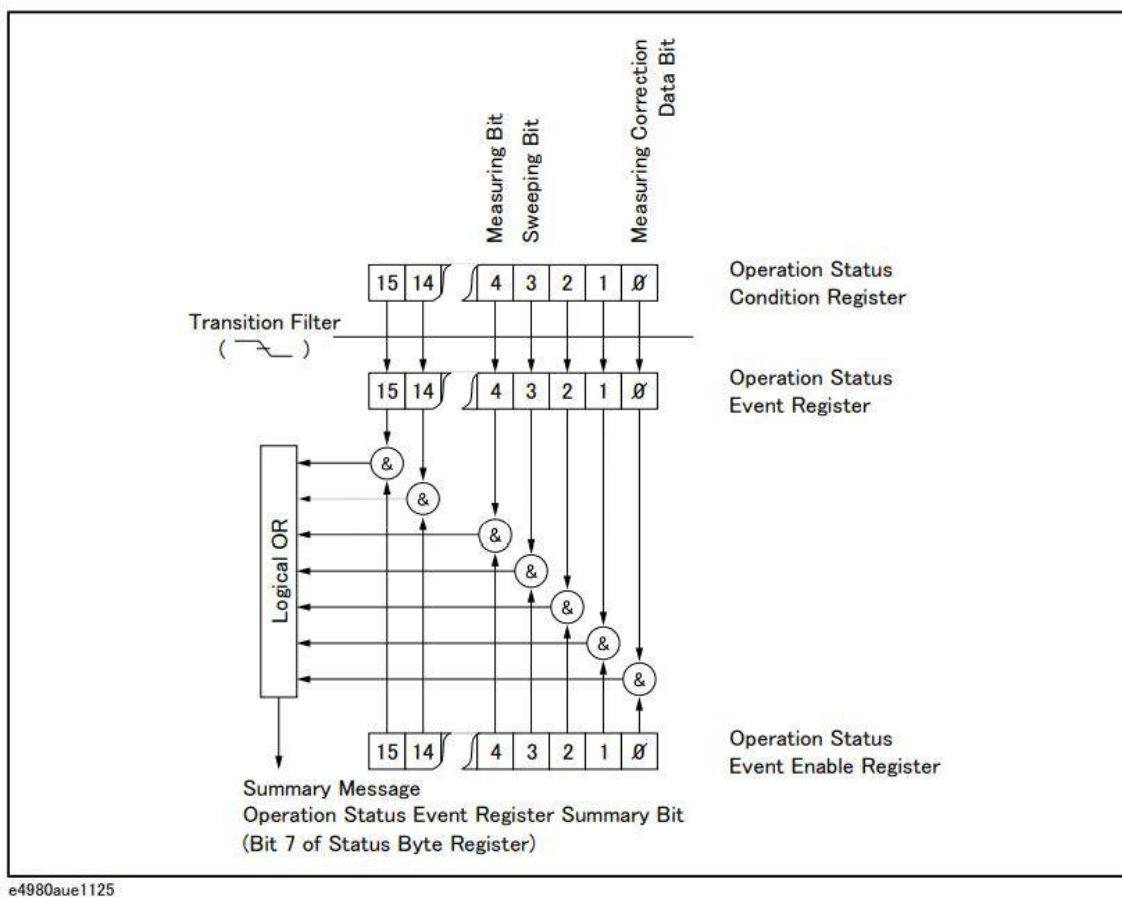 Measuring Bit
Sweeping Bit
Measuring Correction
Data Bit
15 14 4 3 2 1 0
Operation Status
Condition Register
Transition Filter
( )
15 14 4 3 2 1 0
Operation Status
Event Register
&
&
&
&
&
&
&
Logical OR
15 14 4 3 2 1 0
Operation Status
Event Enable Register
Summary Message
Operation Status Event Register Summary Bit
(Bit 7 of Status Byte Register)
e4980aue1125